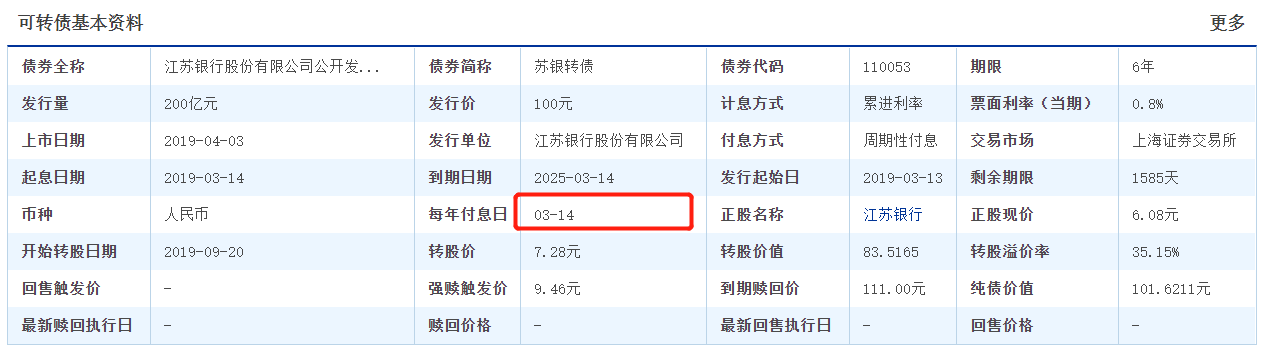 可转债基本资料 更多
债券全称 江苏银行股份有限公司公开发... 债券简称 苏银转债 债券代码 110053 期限 6年
发行量 200亿元 发行价 100元 计息方式 累进利率 票面利率（当期） 0.8%
上市日期 2019-04-03 发行单位 江苏银行股份有限公司 付息方式 周期性付息 交易市场 上海证券交易所
起息日期 2019-03-14 到期日期 2025-03-14 发行起始日 2019-03-13 剩余期限 1585天
币种 人民币 每年付息日 03-14 正股名称 江苏银行 正股现价 6.08元
开始转股日期 2019-09-20 转股价 7.28元 转股价值 83.5165 转股溢价率 35.15%
回售触发价 - 强赎触发价 9.46元 到期赎回价 111.00元 纯债价值 101.6211元
最新赎回执行日 - 赎回价格 - 最新回售执行日 - 回售价格 -